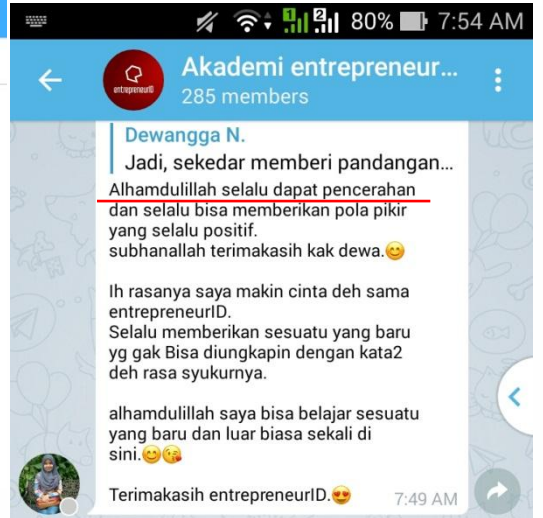 1 2 80% 7:54 AM
Akademi entrepreneur...
entrepreneurID
285 members
Dewangga N.
Jadi, sekedar memberi pandangan...
Alhamdulillah selalu dapat pencerahan
dan selalu bisa memberikan pola pikir
yang selalu positif.
subhanallah terimakasih kak dewa.😊
Ih rasanya saya makin cinta deh sama
entrepreneurID.
Selalu memberikan sesuatu yang baru
yg gak Bisa diungkapin dengan kata2
deh rasa syukurnya.
alhamdulillah saya bisa belajar sesuatu
yang baru dan luar biasa sekali di
sini.😊😘
Terimakasih entrepreneurID.😍 7:49 AM